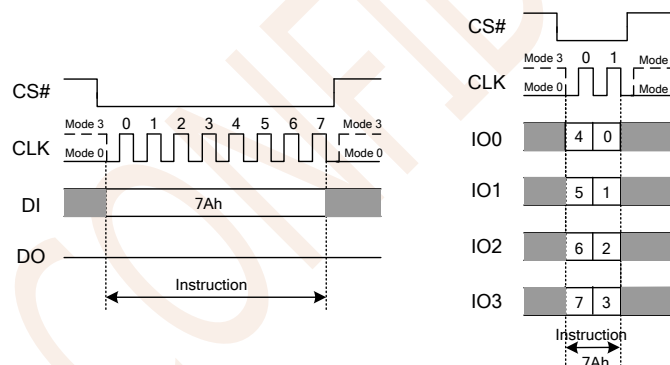 CS#
Mode 3 0 1 2 3 4 5 6 7 Mode 3
CLK
Mode 0 Mode 0
DI 7Ah
DO
Instruction
CS#
Mode 3 0 1 Mode
CLK
Mode 0 Mode
IO0 4 0
IO1 5 1
IO2 6 2
IO3 7 3
Instruction
7Ah